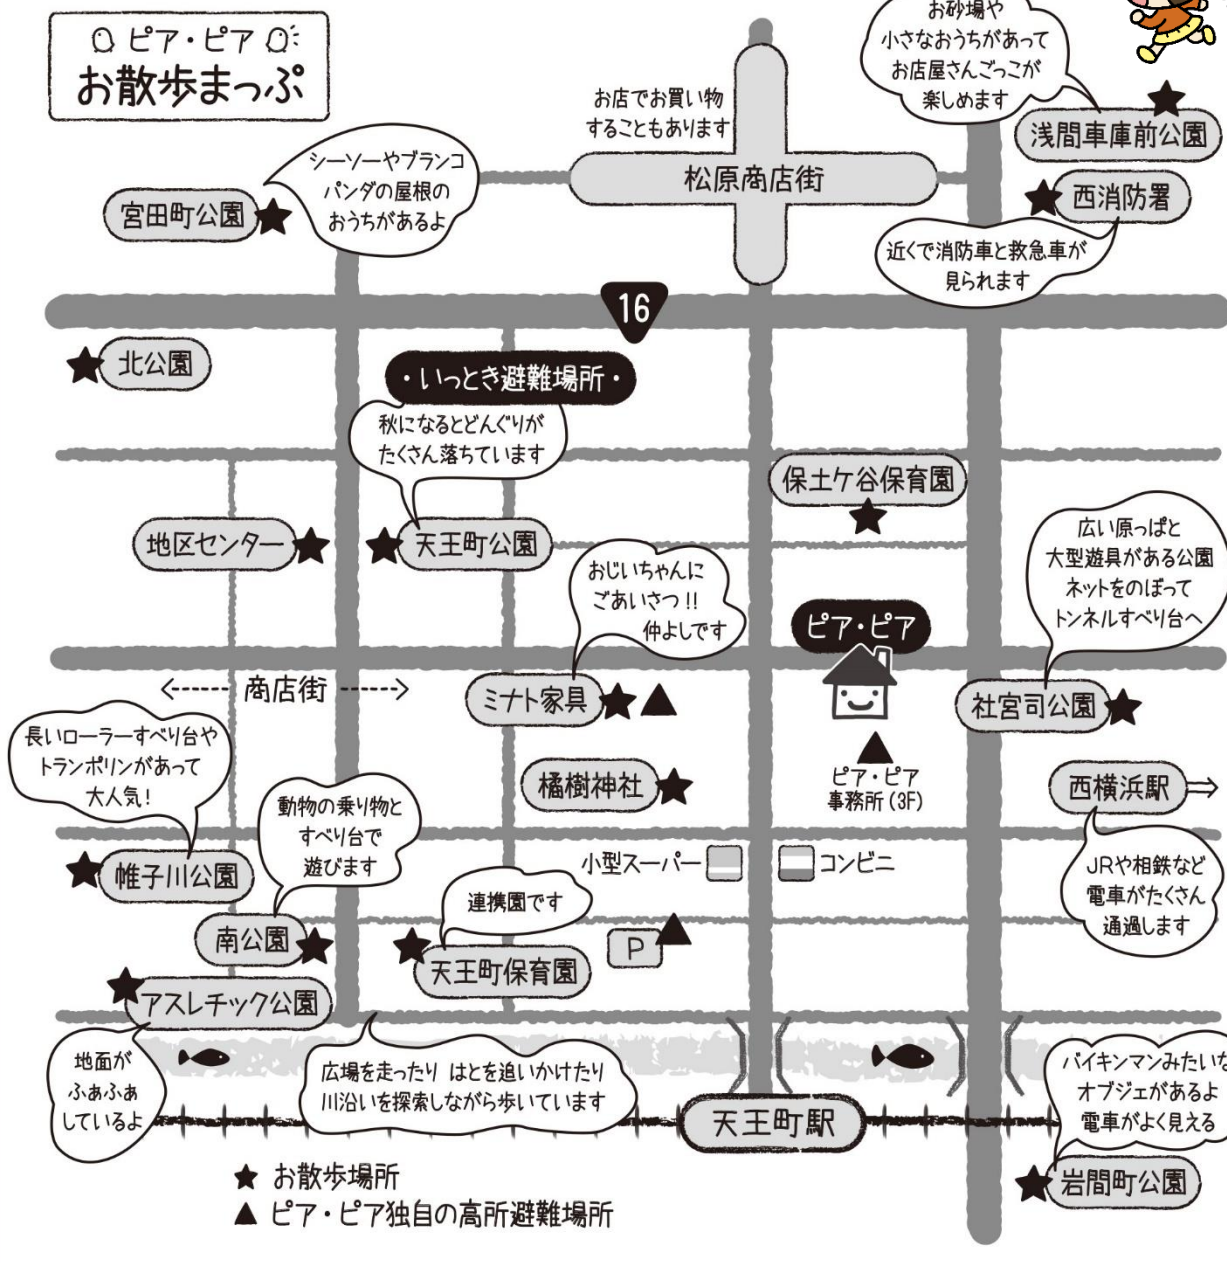 ピア・ピア
お散歩まっぷ
お砂場や
小さなおうちがあって
お店屋さんごっこが
楽しめます
浅間車庫前公園
お店でお買い物
することもあります
松原商店街
シーソーやブランコ
パンダの屋根の
おうちがあるよ
宮田町公園
西消防署
近くで消防車と救急車が
見られます
16
北公園
・いっとき避難場所・
秋になるとどんぐりが
たくさん落ちています
保土ケ谷保育園
地区センター
天王町公園
広い原っぱと
大型遊具がある公園
ネットをのぼって
トンネルすべり台へ
おじいちゃんに
ごあいさつ!!
仲よしです
ピア・ピア
商店街
ミナト家具
社宮司公園
長いローラーすべり台や
トランポリンがあって
大人気!
ピア・ピア
事務所(3F)
橘樹神社
西横浜駅
動物の乗り物と
すべり台で
遊びます
小型スーパー
コンビニ
帷子川公園
JRや相鉄など
電車がたくさん
通過します
連携園です
南公園
P
天王町保育園
アスレチック公園
地面が
ふぁふぁ
しているよ
広場を走ったり はとを追いかけたり
川沿いを探索しながら歩いています
バイキンマンみたいな
オブジェがあるよ
電車がよく見える
天王町駅
岩間町公園
★ お散歩場所
▲ ピア・ピア独自の高所避難場所